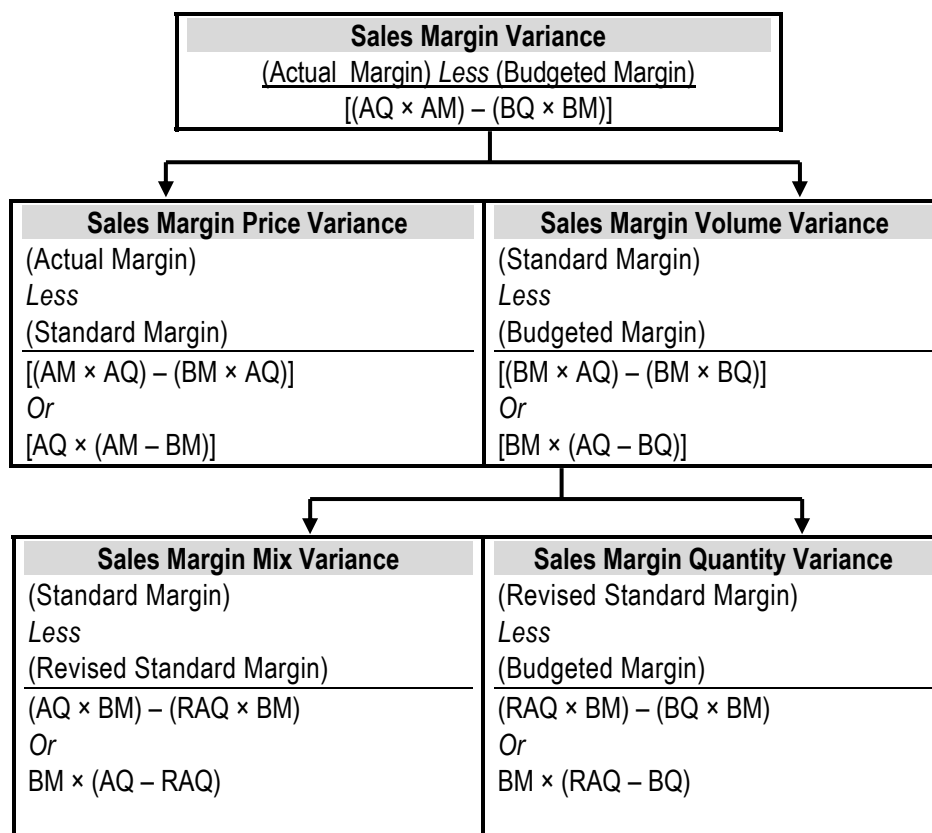 Sales Margin Variance
(Actual Margin) Less (Budgeted Margin)
[(AQ × AM) – (BQ × BM)]
Sales Margin Price Variance
(Actual Margin)
Less
(Standard Margin)
[(AM × AQ) – (BM × AQ)]
Or
[AQ × (AM – BM)]
Sales Margin Volume Variance
(Standard Margin)
Less
(Budgeted Margin)
[(BM × AQ) – (BM × BQ)]
Or
[BM × (AQ – BQ)]
Sales Margin Mix Variance
(Standard Margin)
Less
(Revised Standard Margin)
(AQ × BM) – (RAQ × BM)
Or
BM × (AQ – RAQ)
Sales Margin Quantity Variance
(Revised Standard Margin)
Less
(Budgeted Margin)
(RAQ × BM) – (BQ × BM)
Or
BM × (RAQ – BQ)